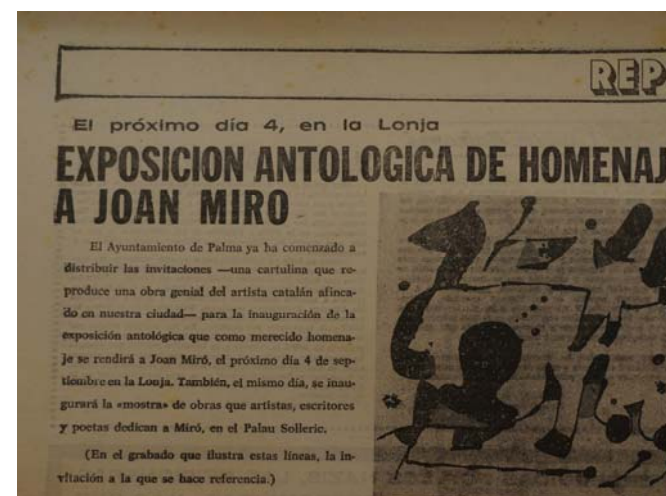 REP
El próximo día 4, en la Lonja
EXPOSICION ANTOLOGICA DE HOMENAJ
A JOAN MIRO
El Ayuntamiento de Palma ya ha comenzado a
distribuir las invitaciones —una cartulina que re-
produce una obra genial del artista catalán afinca-
do en nuestra ciudad— para la inauguración de la
exposición antológica que como merecido homena-
je se rendirá a Joan Miró, el próximo día 4 de sep-
tiembre en la Lonja. También, el mismo día, se inau-
gurará la «mostra» de obras que artistas, escritores
y poetas dedican a Miró, en el Palau Solleric.
(En el grabado que ilustra estas líneas, la in-
vitación a la que se hace referencia.)